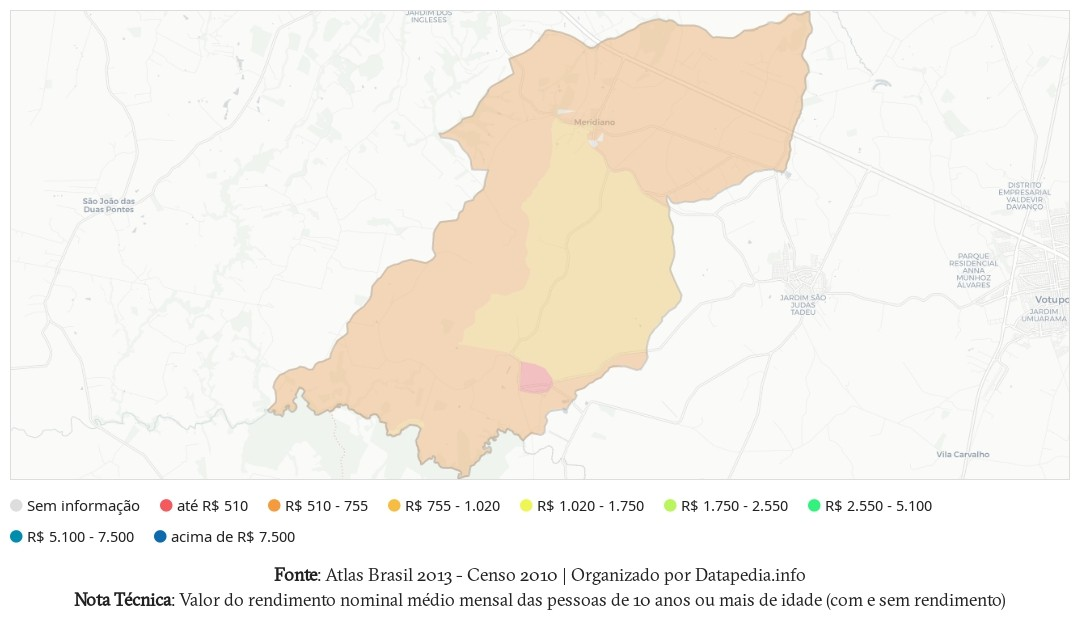 JARDIM DOS
INGLESES
Meridiano
São João das
Duas Pontes
DISTRITO
EMPRESARIAL
VALDEVIR
DAVANÇO
PARQUE
RESIDENCIAL
ANNA
MUNHOZ
ALVARES
JARDIM SÃO
JUDAS
TADEU
Votupo
JARDIM
UMUARAMA
Vila Carvalho
Sem informação
até R$ 510
R$ 510 - 755
R$ 755 - 1.020
R$ 1.020 - 1.750
R$ 1.750 - 2.550
R$ 2.550 - 5.100
R$ 5.100 - 7.500
acima de R$ 7.500
Fonte: Atlas Brasil 2013 - Censo 2010 | Organizado por Datapedia.info
Nota Técnica: Valor do rendimento nominal médio mensal das pessoas de 10 anos ou mais de idade (com e sem rendimento)